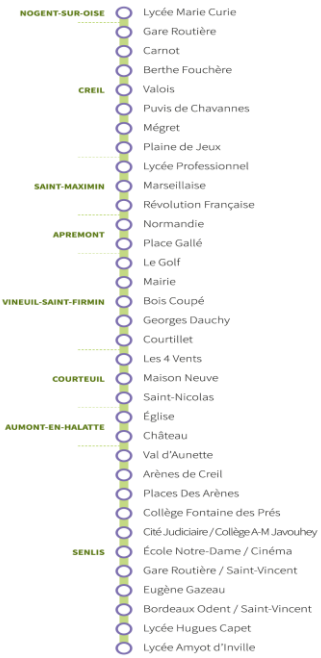 NOGENT-SUR-OISE Lycée Marie Curie
Gare Routière
Carnot
Berthe Fouchère
CREIL Valois
Puvis de Chavannes
Mégret
Plaine de Jeux
Lycée Professionnel
SAINT-MAXIMIN Marseillaise
Révolution Française
APREMONT Normandie
Place Gallé
Le Golf
Mairie
VINEUIL-SAINT-FIRMIN Bois Coupé
Georges Dauchy
Courtillet
Les 4 Vents
COURTEUIL Maison Neuve
Saint-Nicolas
AUMONT-EN-HALATTE Église
Château
Val d'Aunette
Arènes de Creil
Places Des Arènes
Collège Fontaine des Prés
Cité Judiciaire / Collège A-M Javouhey
SENLIS École Notre-Dame / Cinéma
Gare Routière / Saint-Vincent
Eugène Gazeau
Bordeaux Odent / Saint-Vincent
Lycée Hugues Capet
Lycée Amyot d'Inville